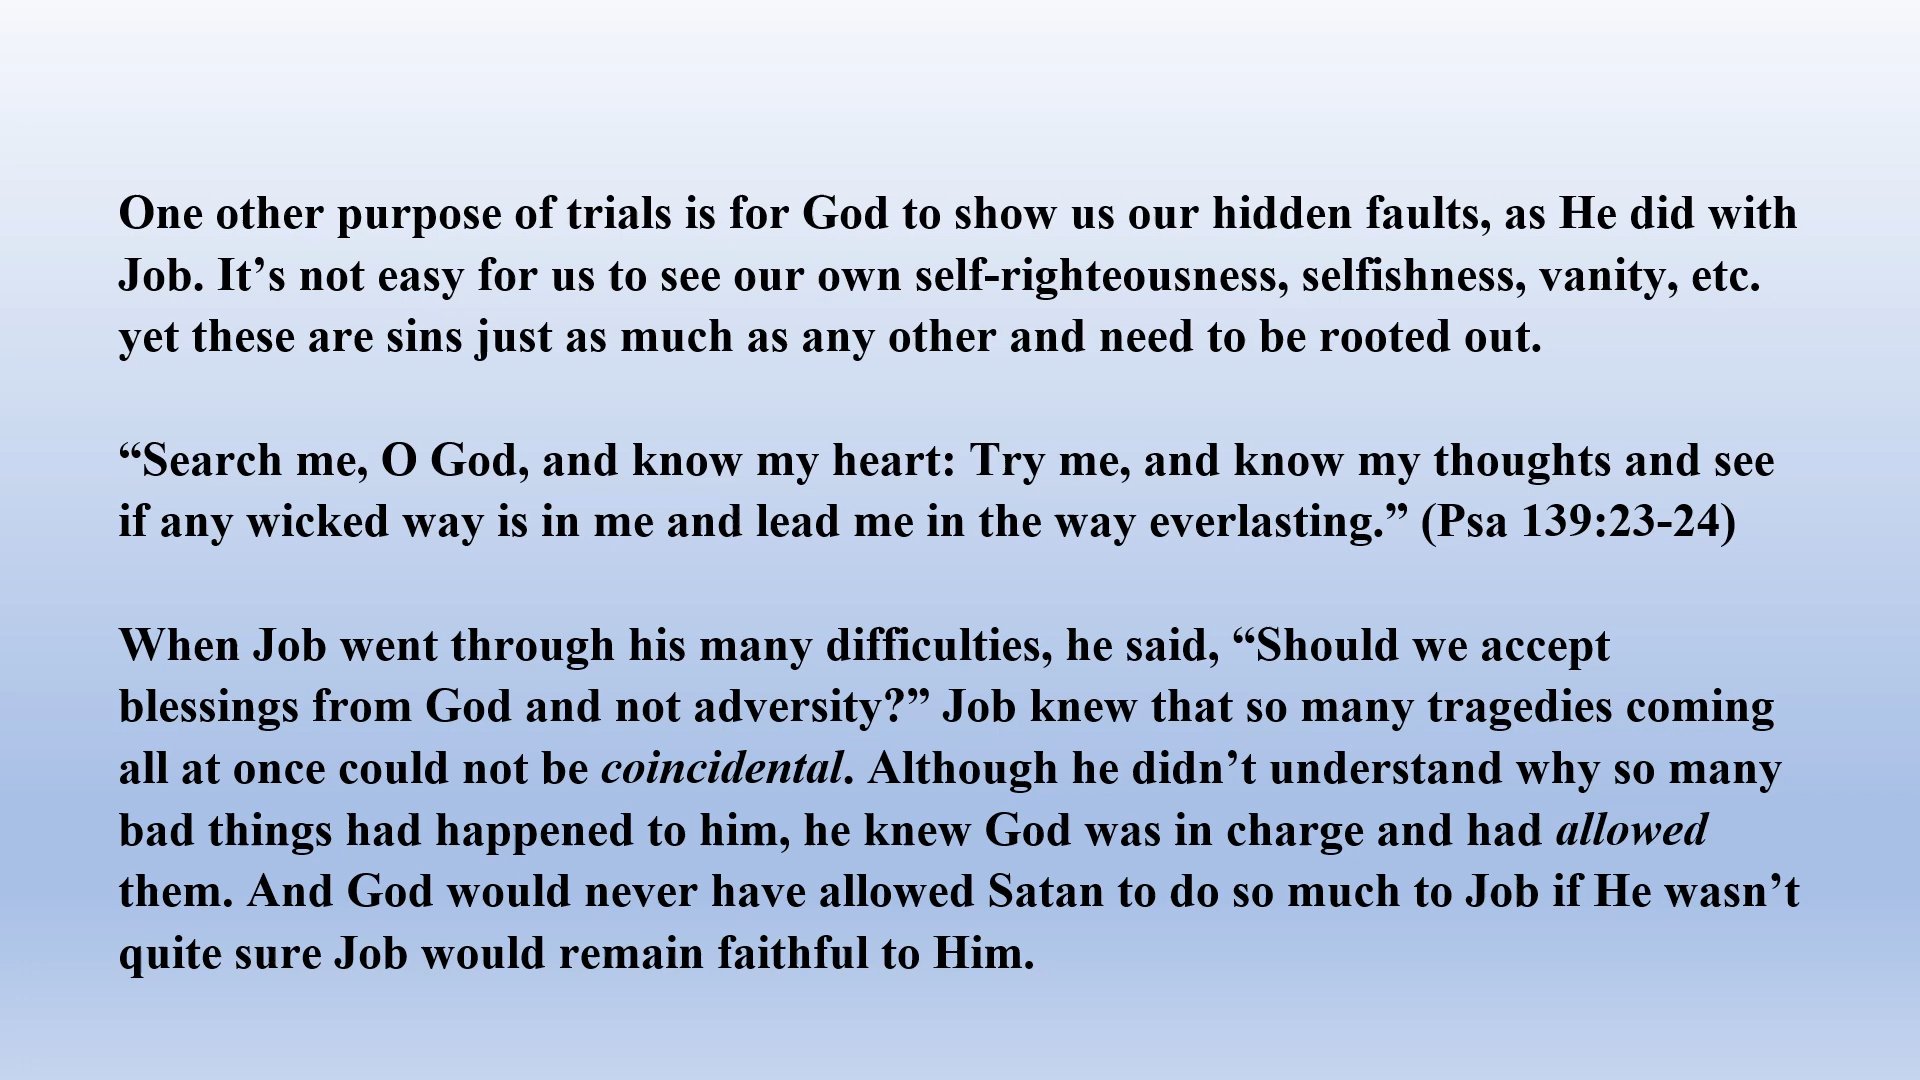 One other purpose of trials is for God to show us our hidden faults, as He did with
Job. It’s not easy for us to see our own self-righteousness, selfishness, vanity, etc.
yet these are sins just as much as any other and need to be rooted out.
“Search me, O God, and know my heart: Try me, and know my thoughts and see
if any wicked way is in me and lead me in the way everlasting.” (Psa 139:23-24)
When Job went through his many difficulties, he said, “Should we accept
blessings from God and not adversity?” Job knew that so many tragedies coming
all at once could not be coincidental. Although he didn’t understand why so many
bad things had happened to him, he knew God was in charge and had allowed
them. And God would never have allowed Satan to do so much to Job if He wasn’t
quite sure Job would remain faithful to Him.